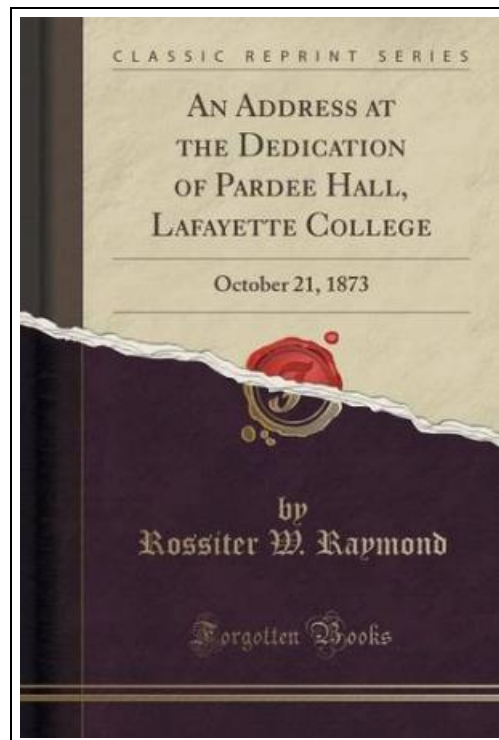 CLASSIC REPRINT SERIES
AN ADDRESS AT
THE DEDICATION
OF PARDEE HALL,
LAFAYETTE COLLEGE
October 21, 1873
F
by
Rossiter W. Raymond
Forgotten Books